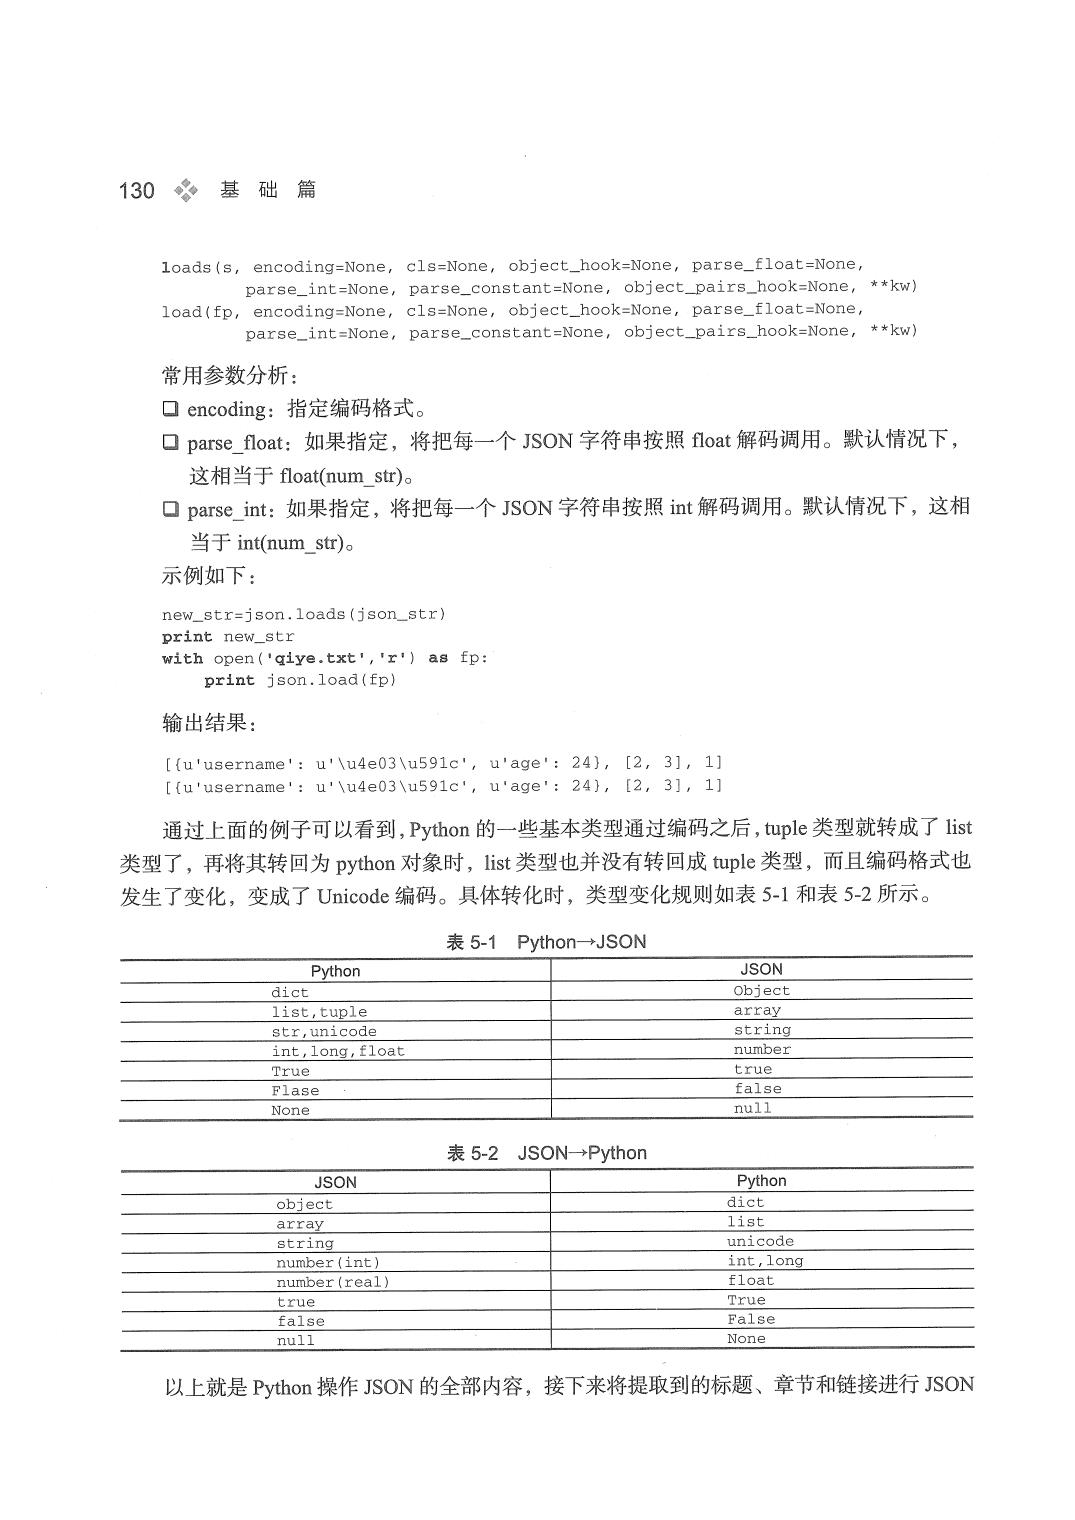 130 基 础 篇
loads(s, encoding=None, cls=None, object_hook=None, parse_float=None,
parse_int=None, parse_constant=None, object_pairs_hook=None, **kw)
load(fp, encoding=None, cls=None, object_hook=None, parse_float=None,
parse_int=None, parse_constant=None, object_pairs_hook=None, **kw)
常用参数分析：
❑ encoding：指定编码格式。
❑ parse_float：如果指定，将把每一个 JSON 字符串按照 float 解码调用。默认情况下，
这相当于 float(num_str)。
❑ parse_int：如果指定，将把每一个 JSON 字符串按照 int 解码调用。默认情况下，这相
当于 int(num_str)。
示例如下：
new_str=json.loads(json_str)
print new_str
with open('qiye.txt','r') as fp:
print json.load(fp)
输出结果：
[{u'username': u'\u4e03\u591c', u'age': 24}, [2, 3], 1]
[{u'username': u'\u4e03\u591c', u'age': 24}, [2, 3], 1]
通过上面的例子可以看到，Python 的一些基本类型通过编码之后，tuple 类型就转成了 list
类型了，再将其转回为 python 对象时，list 类型也并没有转回成 tuple 类型，而且编码格式也
发生了变化，变成了 Unicode 编码。具体转化时，类型变化规则如表 5-1 和表 5-2 所示。
表 5-1 Python→JSON
Python JSON
dict Object
list,tuple array
str,unicode string
int,long,float number
True true
Flase false
None null
表 5-2 JSON→Python
JSON Python
object dict
array list
string unicode
number(int) int,long
number(real) float
true True
false False
null None
以上就是 Python 操作 JSON 的全部内容，接下来将提取到的标题、章节和链接进行 JSON